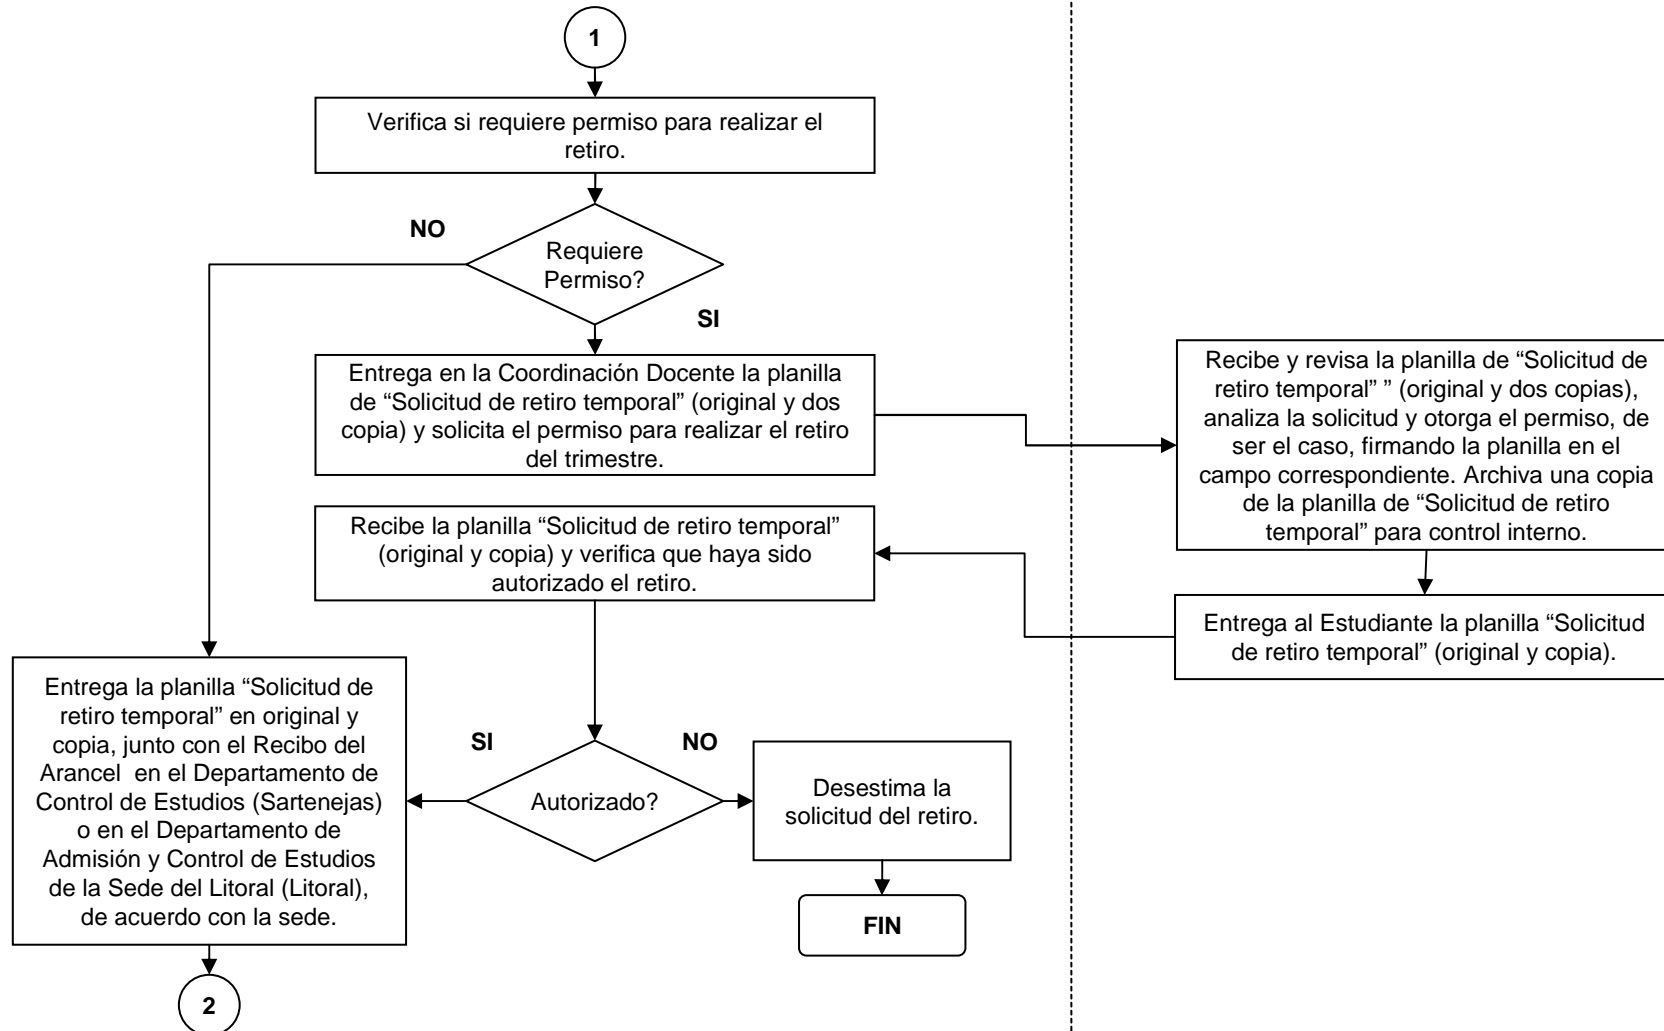 1
Verifica si requiere permiso para realizar el
retiro.
NO
Requiere
Permiso?
SI
Entrega en la Coordinación Docente la planilla
de “Solicitud de retiro temporal” (original y dos
copia) y solicita el permiso para realizar el retiro
del trimestre.
Recibe y revisa la planilla de “Solicitud de
retiro temporal” ” (original y dos copias),
analiza la solicitud y otorga el permiso, de
ser el caso, firmando la planilla en el
campo correspondiente. Archiva una copia
de la planilla de “Solicitud de retiro
temporal” para control interno.
Entrega al Estudiante la planilla “Solicitud
de retiro temporal” (original y copia).
Recibe la planilla “Solicitud de retiro temporal”
(original y copia) y verifica que haya sido
autorizado el retiro.
SI
Autorizado?
NO
Desestima la
solicitud del retiro.
FIN
Entrega la planilla “Solicitud de
retiro temporal” en original y
copia, junto con el Recibo del
Arancel en el Departamento de
Control de Estudios (Sartenejas)
o en el Departamento de
Admisión y Control de Estudios
de la Sede del Litoral (Litoral),
de acuerdo con la sede.
2